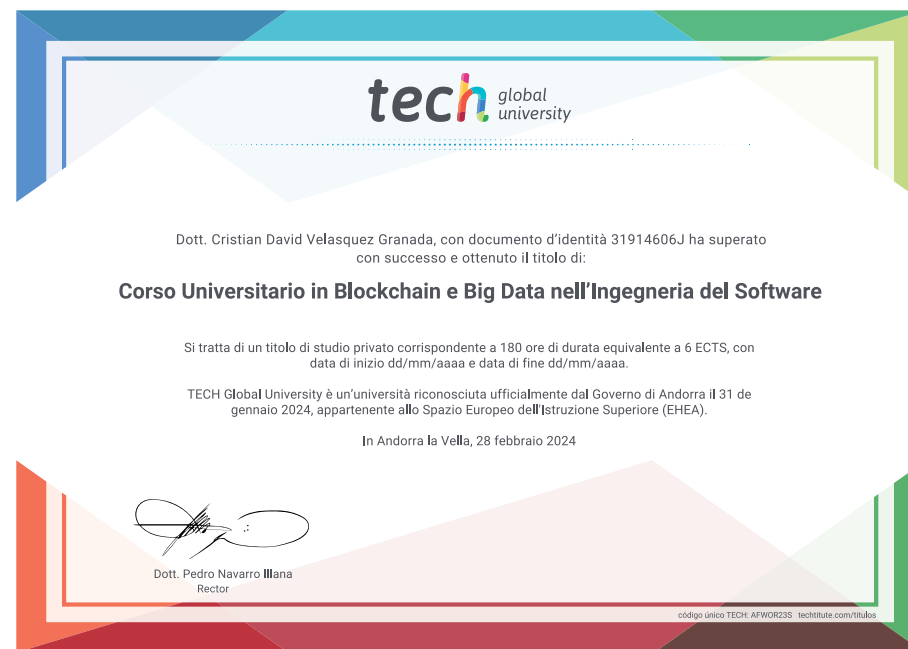 tech global university
Dott. Cristian David Velasquez Granada, con documento d'identità 31914606J ha superato
con successo e ottenuto il titolo di:
Corso Universitario in Blockchain e Big Data nell'Ingegneria del Software
Si tratta di un titolo di studio privato corrispondente a 180 ore di durata equivalente a 6 ECTS, con
data di inizio dd/mm/aaaa e data di fine dd/mm/aaaa.
TECH Global University è un'università riconosciuta ufficialmente dal Governo di Andorra il 31 de
gennaio 2024, appartenente allo Spazio Europeo dell'Istruzione Superiore (EHEA).
In Andorra la Vella, 28 febbraio 2024
Dott. Pedro Navarro Illana
Rector
código único TECH: AFWOR23S techtitute.com/titulos